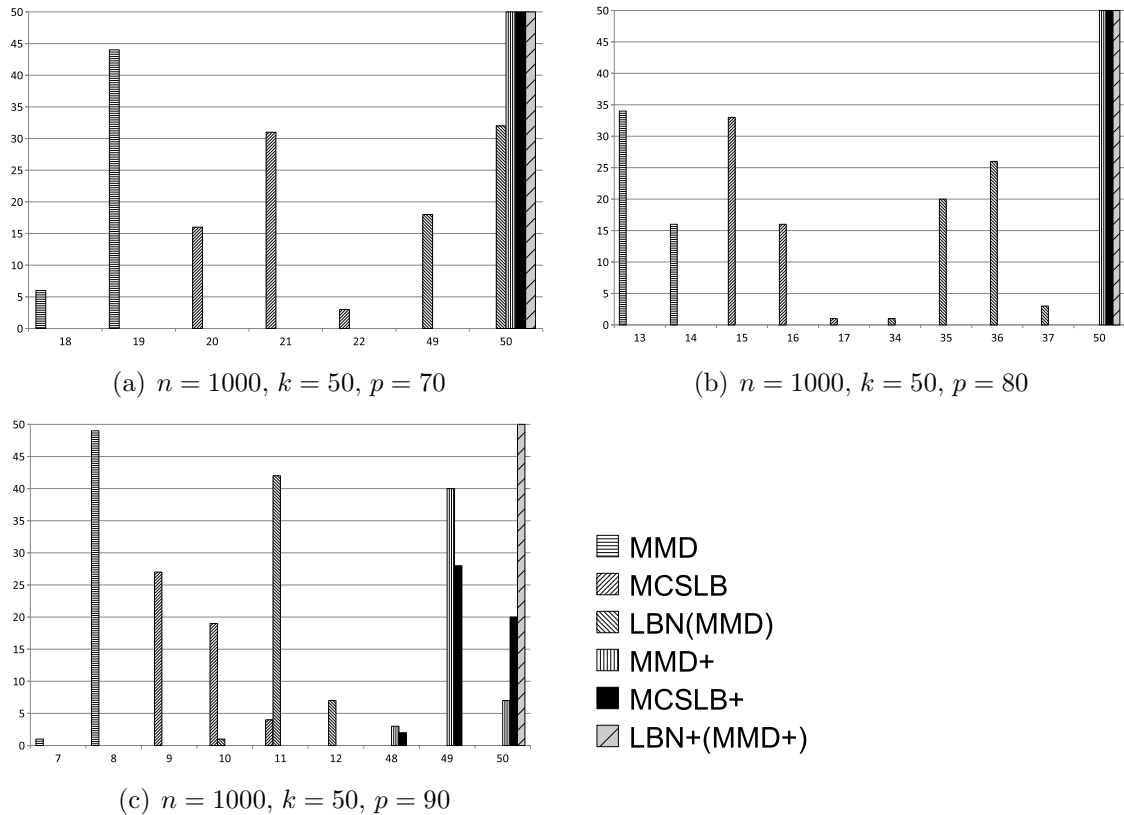 50
45
40
35
30
25
20
15
10
5
0
18 19 20 21 22 49 50
(a) n = 1000, k = 50, p = 70
50
45
40
35
30
25
20
15
10
5
0
13 14 15 16 17 34 35 36 37 50
(b) n = 1000, k = 50, p = 80
50
45
40
35
30
25
20
15
10
5
0
7 8 9 10 11 12 48 49 50
(c) n = 1000, k = 50, p = 90
MMD
MCSLB
LBN(MMD)
MMD+
MCSLB+
LBN+(MMD+)